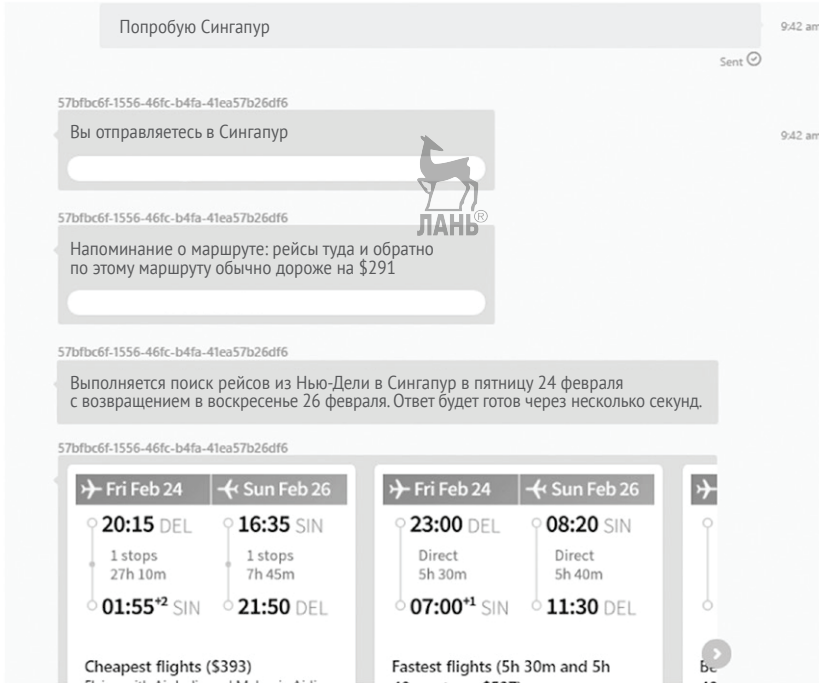 Попробую Сингапур
9:42 am
Sent
57bfbc6f-1556-46fc-b4fa-41ea57b26df6
Вы отправляетесь в Сингапур
9:42 am
ЛАНЬ®
57bfbc6f-1556-46fc-b4fa-41ea57b26df6
Напоминание о маршруте: рейсы туда и обратно
по этому маршруту обычно дороже на $291
57bfbc6f-1556-46fc-b4fa-41ea57b26df6
Выполняется поиск рейсов из Нью-Дели в Сингапур в пятницу 24 февраля
с возвращением в воскресенье 26 февраля. Ответ будет готов через несколько секунд.
57bfbc6f-1556-46fc-b4fa-41ea57b26df6
Fri Feb 24 Sun Feb 26
20:15 DEL 16:35 SIN
1 stops 1 stops
27h 10m 7h 45m
01:55+2 SIN 21:50 DEL
Cheapest flights ($393)
Fri Feb 24 Sun Feb 26
23:00 DEL 08:20 SIN
Direct Direct
5h 30m 5h 40m
07:00+1 SIN 11:30 DEL
Fastest flights (5h 30m and 5h